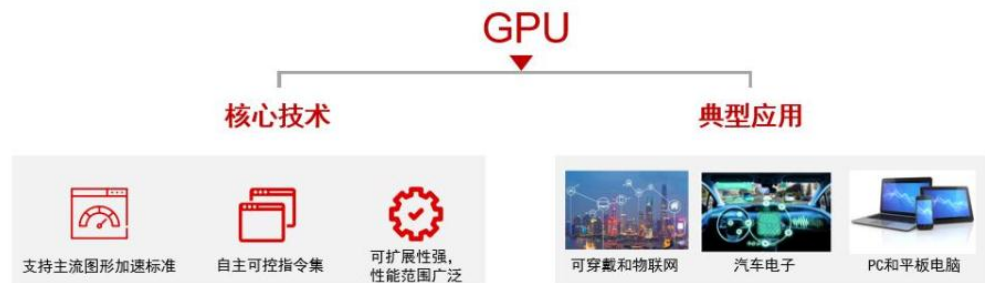 GPU
核心技术
典型应用
支持主流图形加速标准
自主可控指令集
可扩展性强，
性能范围广泛
可穿戴和物联网
汽车电子
PC和平板电脑